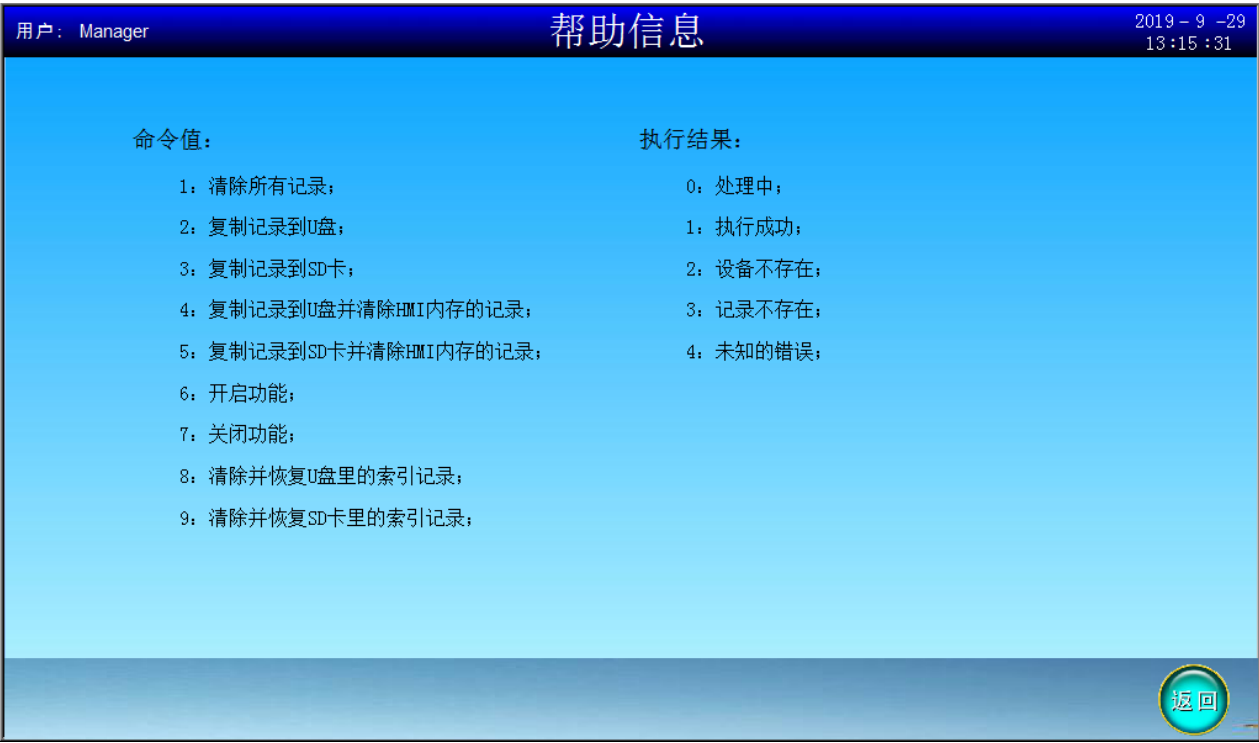 用户: Manager
帮助信息
2019-9-29
13:15:31
命令值:
1: 清除所有记录;
2: 复制记录到U盘;
3: 复制记录到SD卡;
4: 复制记录到U盘并清除HMI内存的记录;
5: 复制记录到SD卡并清除HMI内存的记录;
6: 开启功能;
7: 关闭功能;
8: 清除并恢复U盘里的索引记录;
9: 清除并恢复SD卡里的索引记录;
执行结果:
0: 处理中;
1: 执行成功;
2: 设备不存在;
3: 记录不存在;
4: 未知的错误;
返回